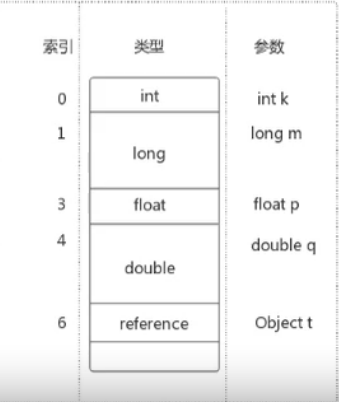 索引 类型 参数
0 int int k
1 long long m
3 float float p
4 double double q
6 reference Object t